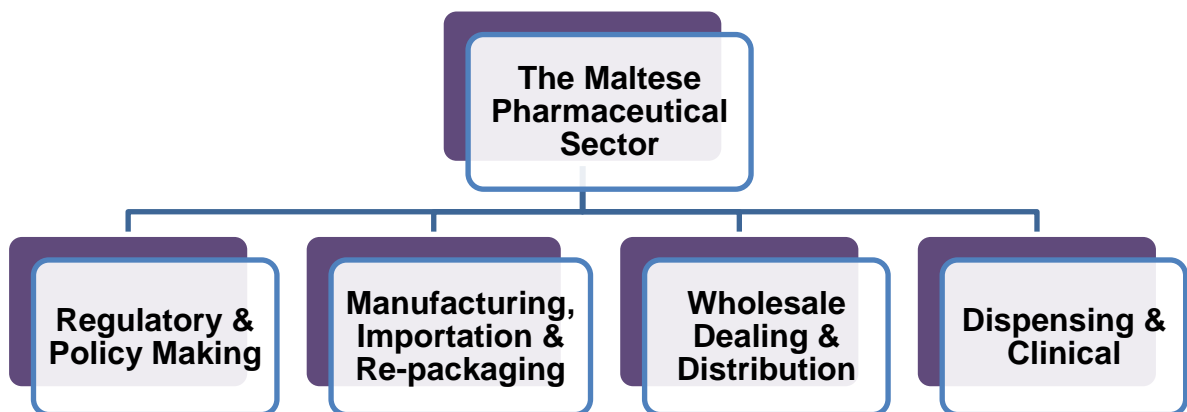 The Maltese
Pharmaceutical
Sector
Regulatory &
Policy Making
Manufacturing,
Importation &
Re-packaging
Wholesale
Dealing &
Distribution
Dispensing &
Clinical